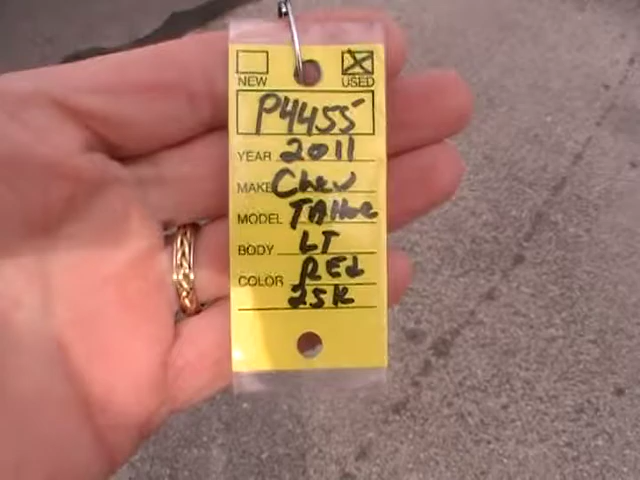 NEW USED
P4455
YEAR 2011
MAKE Chev
MODEL TAHoe
BODY LT
COLOR REd
25K